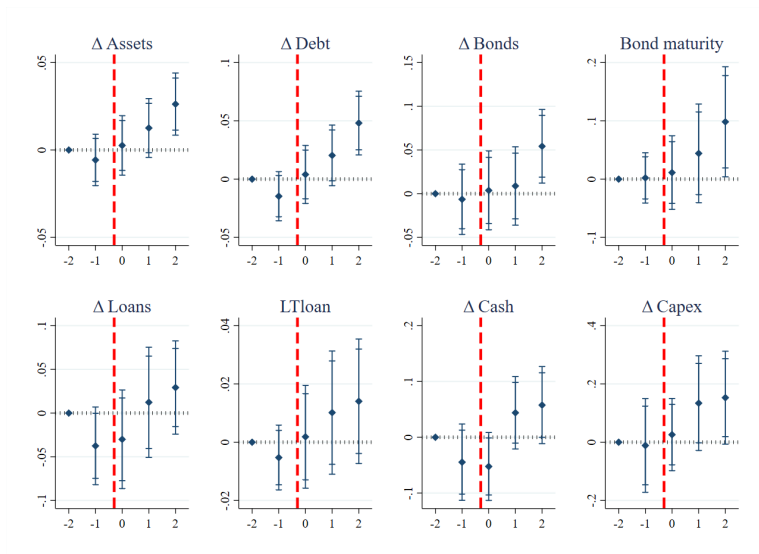 Δ Assets
.05
0
-.05
-2 -1 0 1 2
Δ Debt
.1
.05
0
-.05
-2 -1 0 1 2
Δ Bonds
.15
.1
.05
0
-.05
-2 -1 0 1 2
Bond maturity
.2
.1
0
-.1
-2 -1 0 1 2
Δ Loans
.1
.05
0
-.05
-.1
-2 -1 0 1 2
LTloan
.04
.02
0
-.02
-2 -1 0 1 2
Δ Cash
.2
.1
0
-.1
-2 -1 0 1 2
Δ Capex
.4
.2
0
-.2
-2 -1 0 1 2